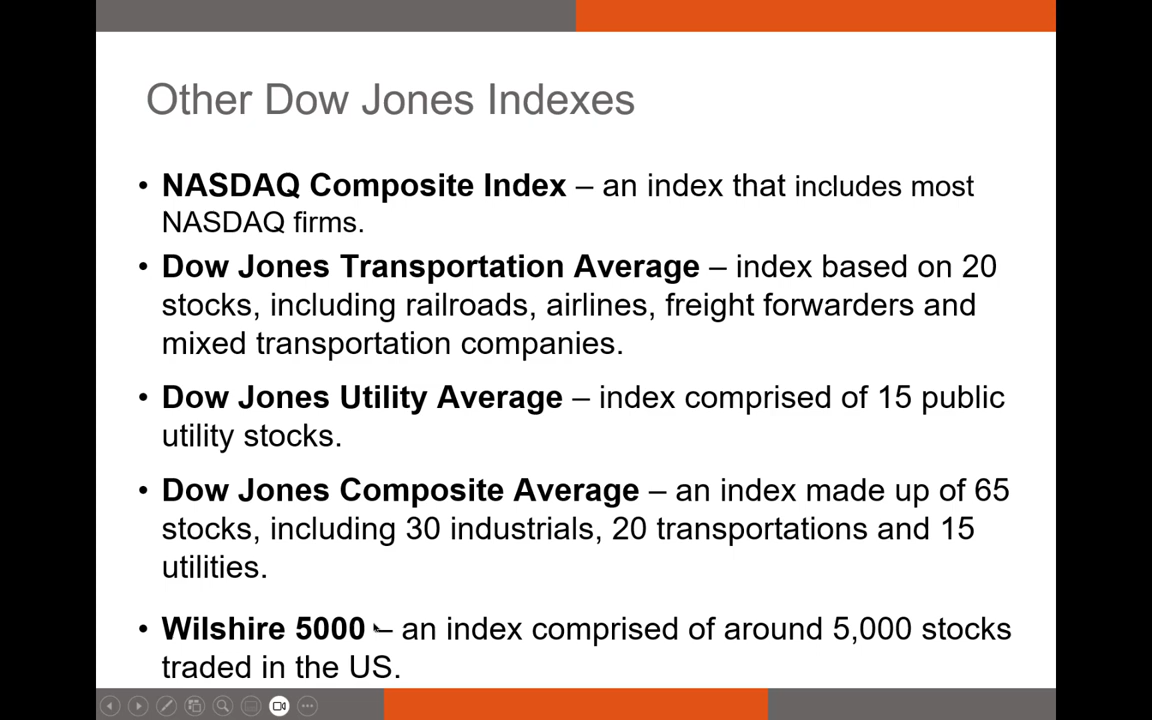 Other Dow Jones Indexes
• NASDAQ Composite Index – an index that includes most
NASDAQ firms.
• Dow Jones Transportation Average – index based on 20
stocks, including railroads, airlines, freight forwarders and
mixed transportation companies.
• Dow Jones Utility Average – index comprised of 15 public
utility stocks.
• Dow Jones Composite Average – an index made up of 65
stocks, including 30 industrials, 20 transportations and 15
utilities.
• Wilshire 5000 – an index comprised of around 5,000 stocks
traded in the US.